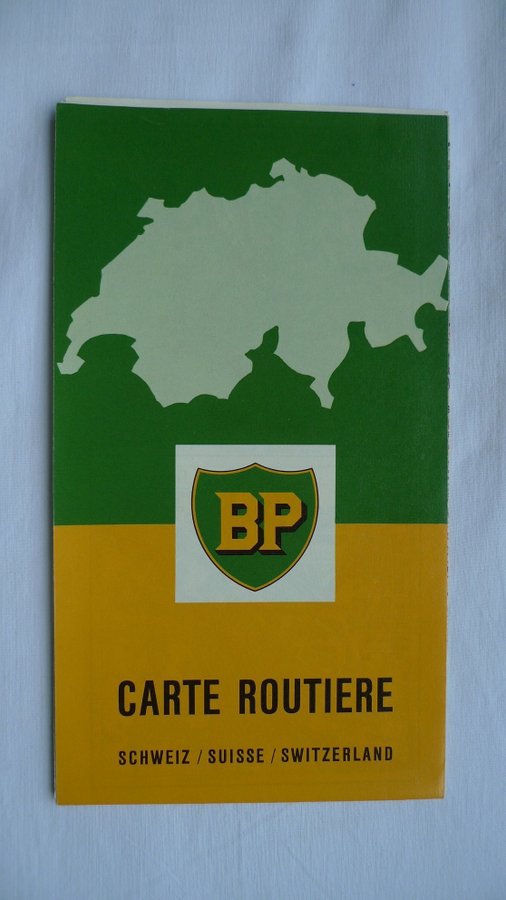 BP
CARTE ROUTIERE
SCHWEIZ / SUISSE / SWITZERLAND